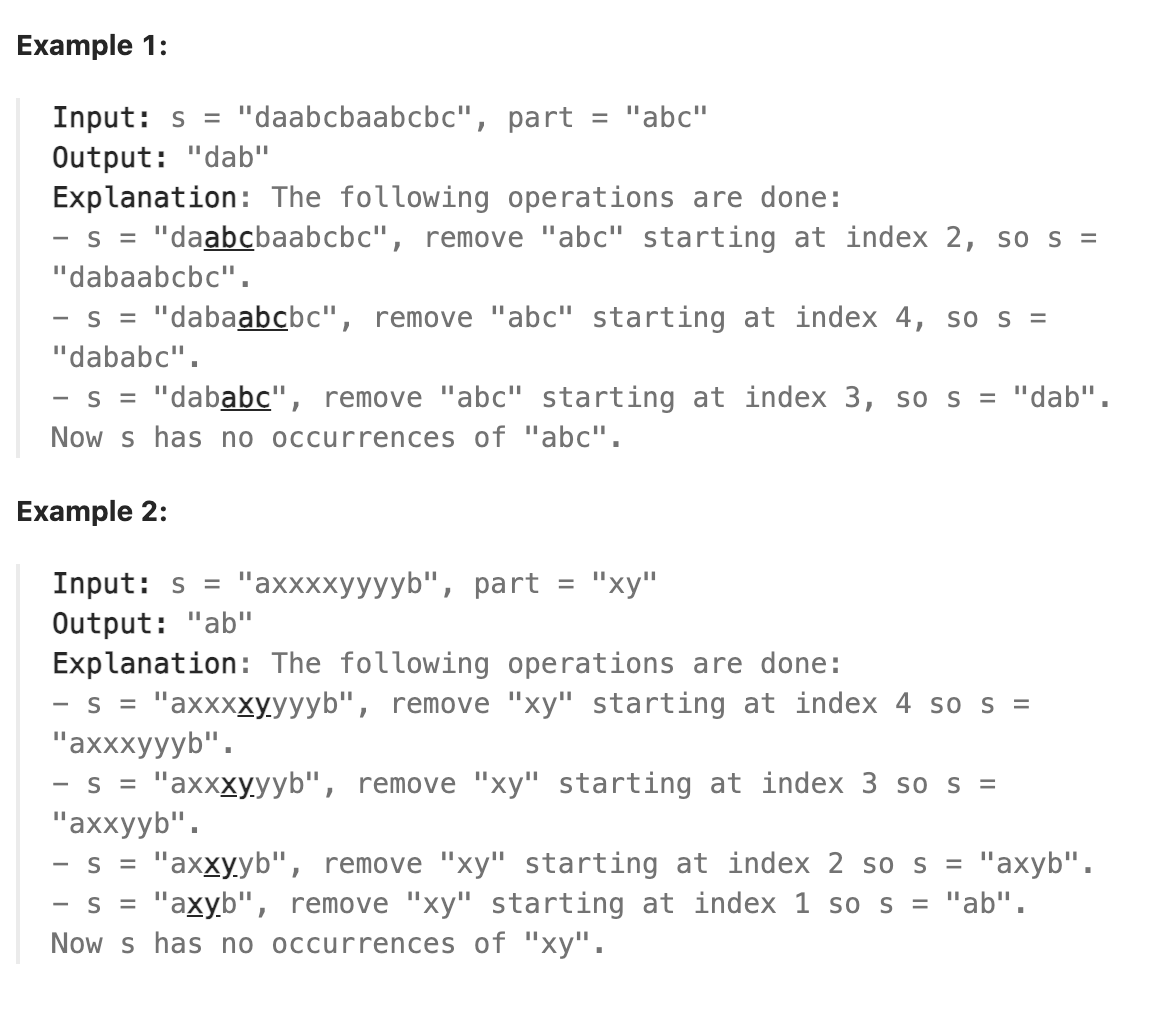 Example 1:
Input: s = "daabcbaabcbc", part = "abc"
Output: "dab"
Explanation: The following operations are done:
– s = "daabcbaabcbc", remove "abc" starting at index 2, so s =
"dabaabcbc".
– s = "dabaabcbc", remove "abc" starting at index 4, so s =
"dababc".
– s = "dababc", remove "abc" starting at index 3, so s = "dab".
Now s has no occurrences of "abc".
Example 2:
Input: s = "axxxxyyyyb", part = "xy"
Output: "ab"
Explanation: The following operations are done:
– s = "axxxxyyyyb", remove "xy" starting at index 4 so s =
"axxxyyyb".
– s = "axxxyyyb", remove "xy" starting at index 3 so s =
"axxyyb".
– s = "axxyyb", remove "xy" starting at index 2 so s = "axyb".
– s = "axyb", remove "xy" starting at index 1 so s = "ab".
Now s has no occurrences of "xy".